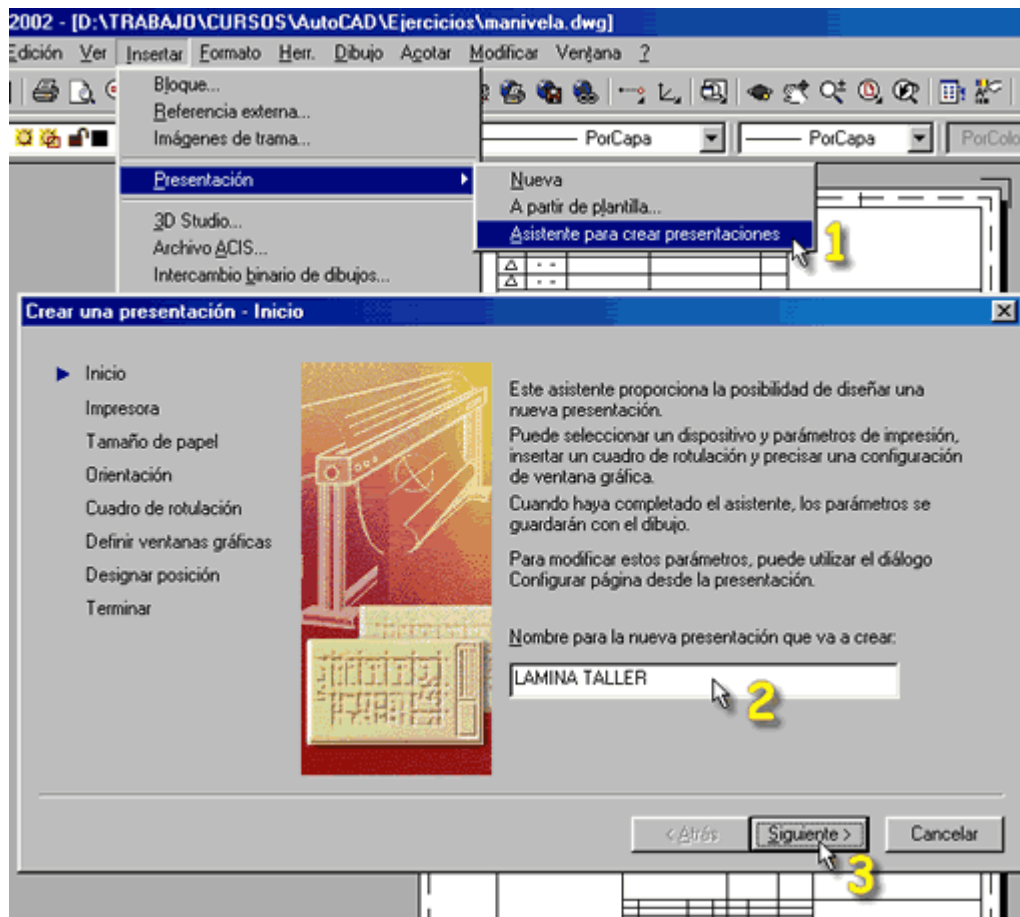 2002 - [D:\TRABAJO\CURSOS\AutoCAD\Ejercicios\manivela.dwg]
Edición Ver Insertar Formato Herr. Dibujo Acotar Modificar Ventana ?
Bloque...
Referencia externa...
Imágenes de trama...
PorCapa PorCapa PorColo
Presentación
Nueva
A partir de plantilla...
Asistente para crear presentaciones
1
3D Studio...
Archivo ACIS...
Intercambio binario de dibujos...
Crear una presentación - Inicio
Inicio
Impresora
Tamaño de papel
Orientación
Cuadro de rotulación
Definir ventanas gráficas
Designar posición
Terminar
Este asistente proporciona la posibilidad de diseñar una
nueva presentación.
Puede seleccionar un dispositivo y parámetros de impresión,
insertar un cuadro de rotulación y precisar una configuración
de ventana gráfica.
Cuando haya completado el asistente, los parámetros se
guardarán con el dibujo.
Para modificar estos parámetros, puede utilizar el diálogo
Configurar página desde la presentación.
Nombre para la nueva presentación que va a crear:
LAMINA TALLER
2
< Atrás Siguiente > Cancelar
3